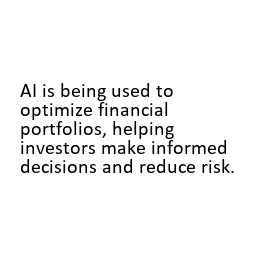 AI is being used to
optimize financial
portfolios, helping
investors make informed
decisions and reduce risk.